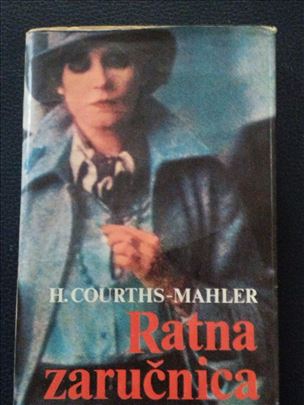 H. COURTHS-MAHLER
Ratna
zaručnica